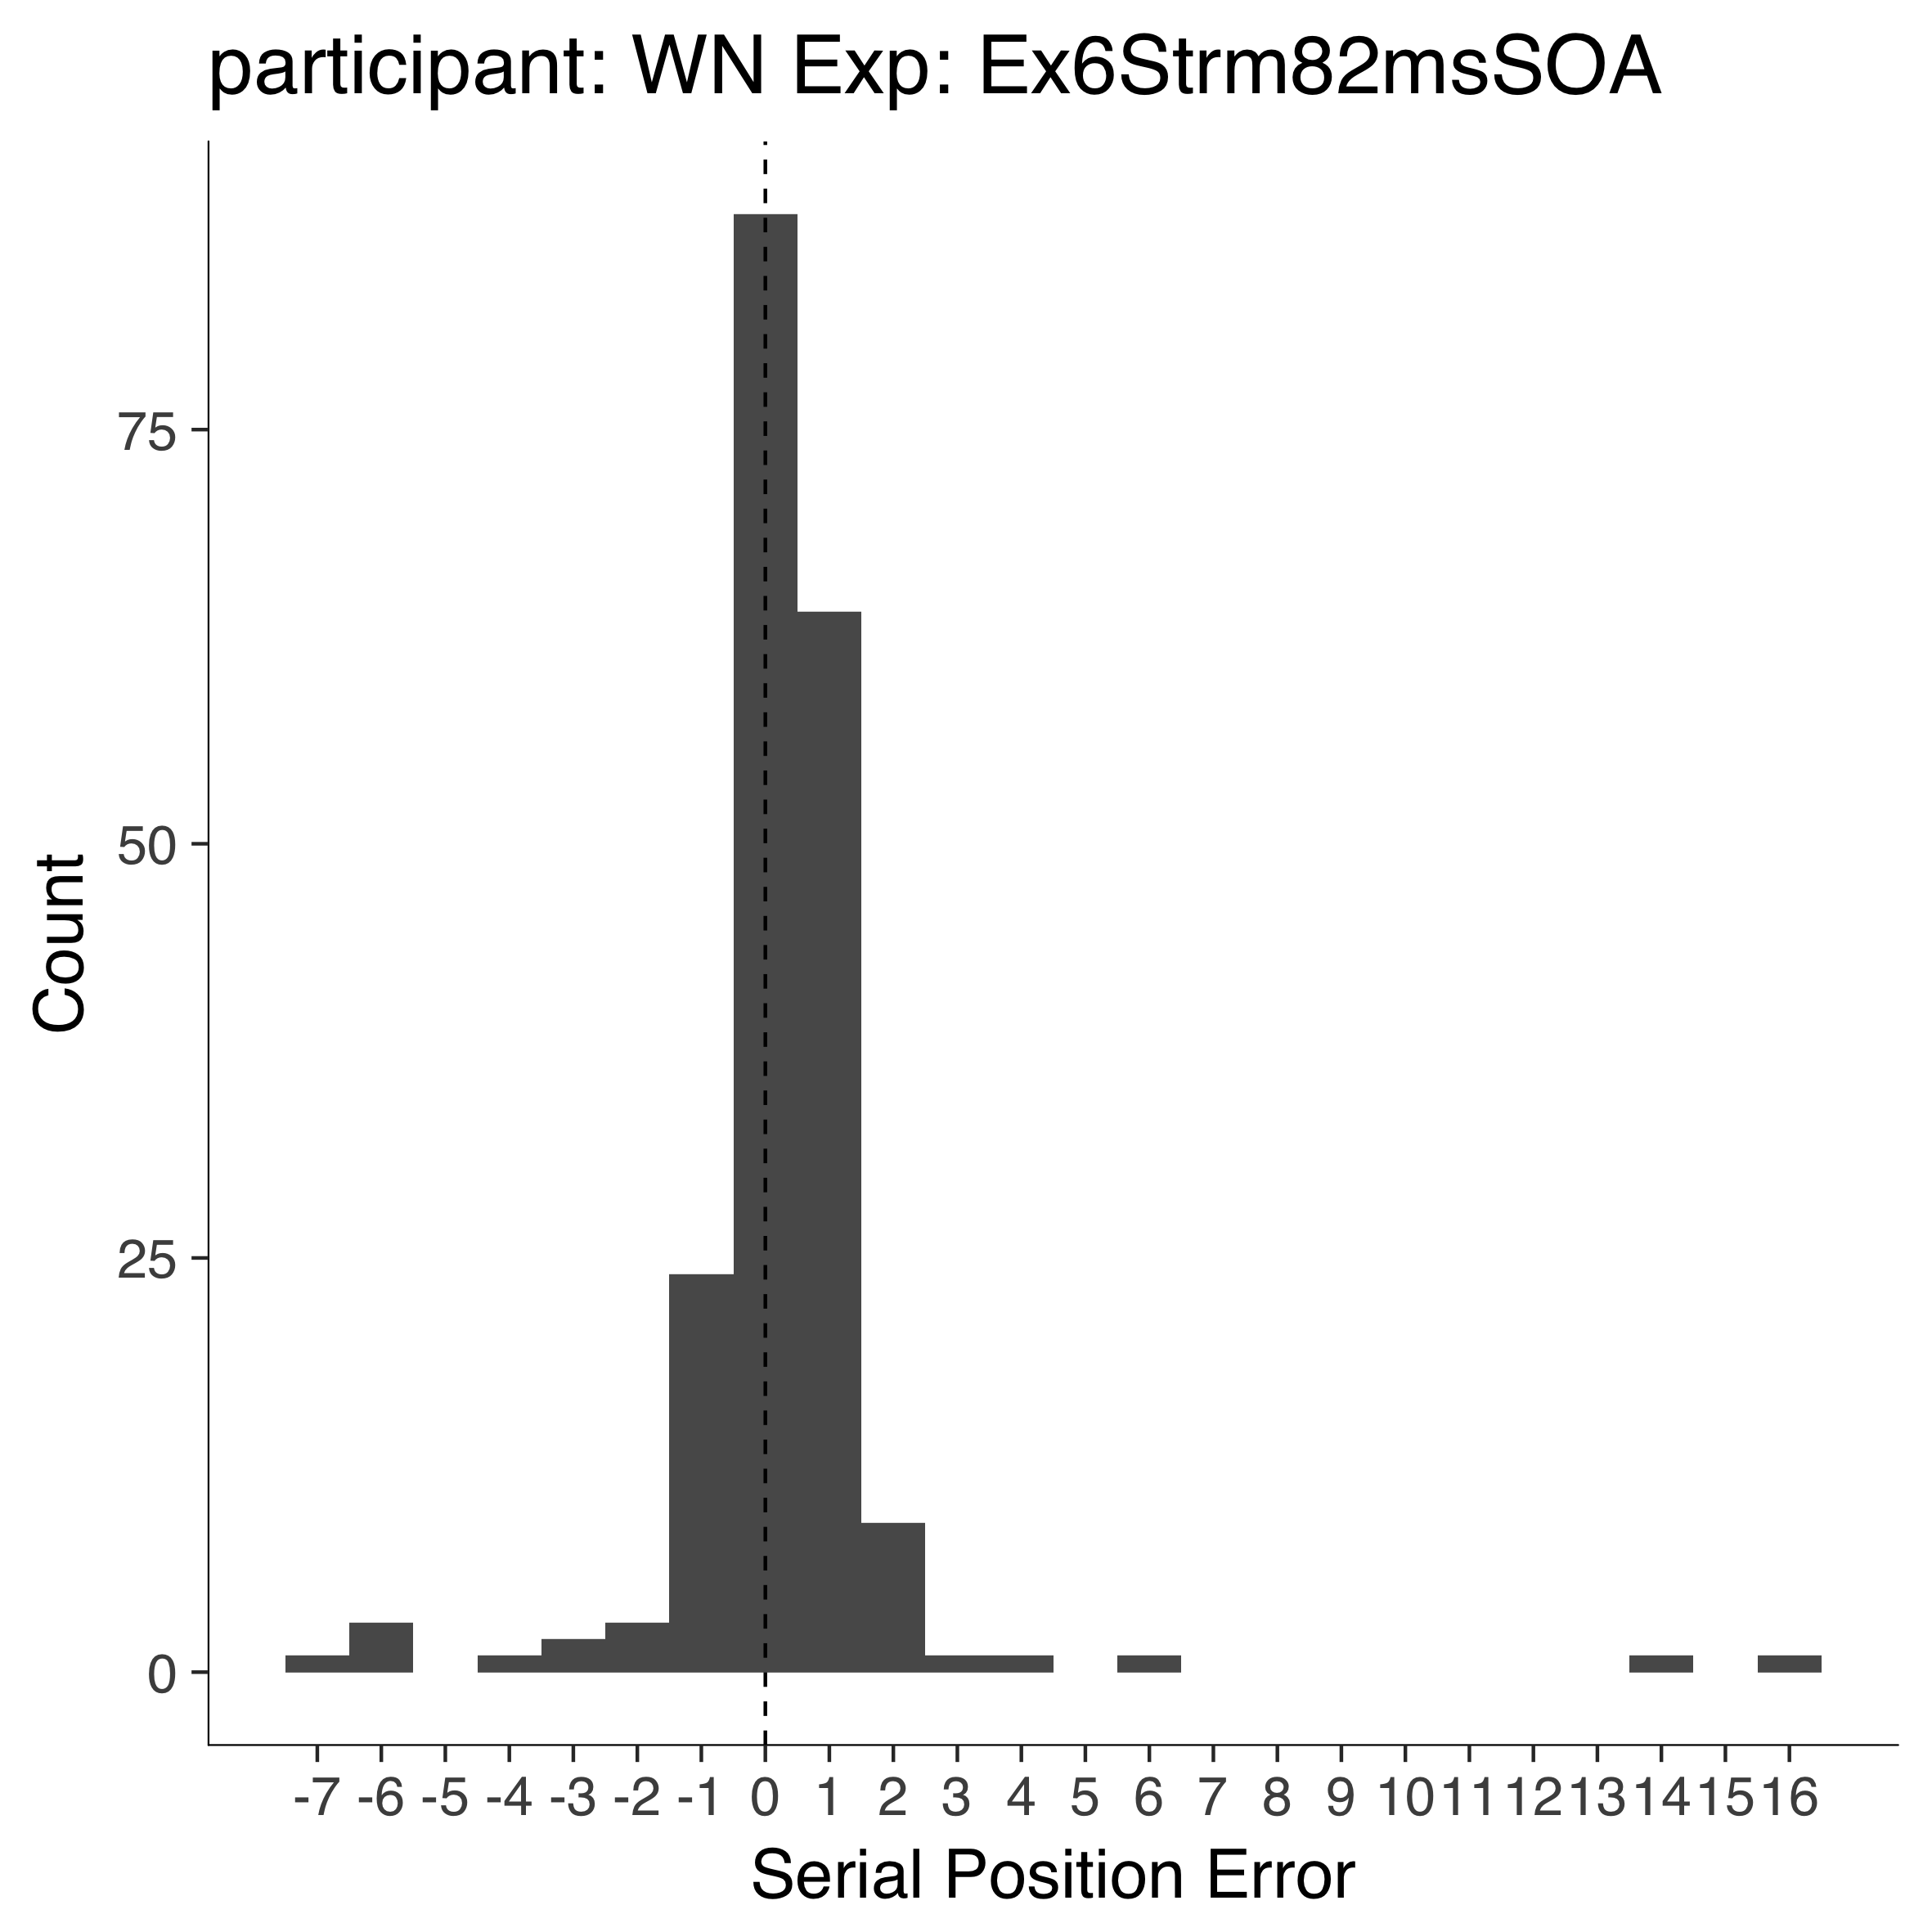 participant: WN Exp: Ex6Strm82msSOA
75
50
25
0
Count
-7 -6 -5 -4 -3 -2 -1 0 1 2 3 4 5 6 7 8 9 10 11 12 13 14 15 16
Serial Position Error